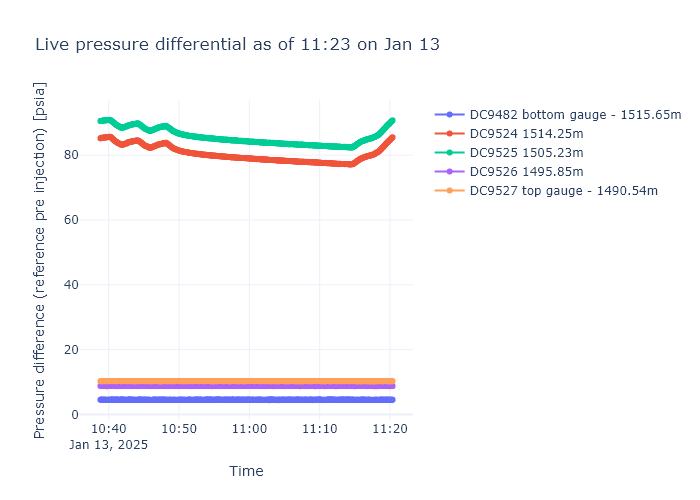 Live pressure differential as of 11:23 on Jan 13
Pressure difference (reference pre injection) [psia]
80
60
40
20
0
10:40
Jan 13, 2025
10:50
11:00
11:10
11:20
Time
DC9482 bottom gauge - 1515.65m
DC9524 1514.25m
DC9525 1505.23m
DC9526 1495.85m
DC9527 top gauge - 1490.54m